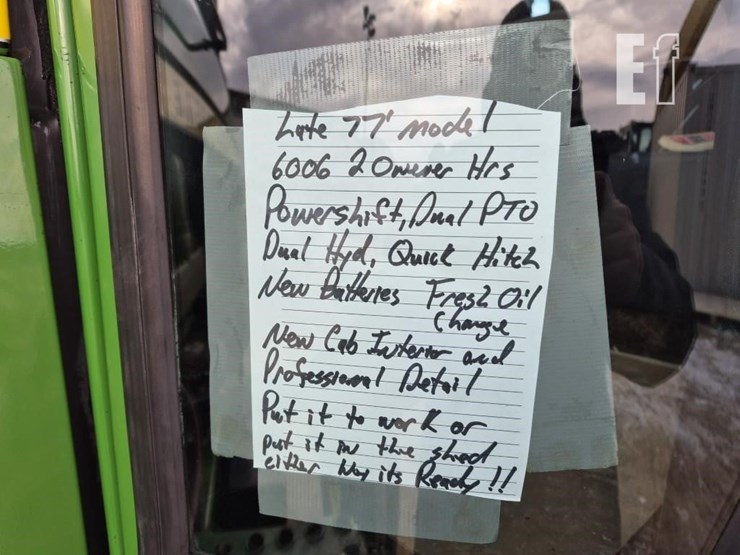 Ef
Late 77' model
6006 2 Owner Hrs
Powershift, Dual PTO
Dual Hyd, Quick Hitch
New Batteries Fresh Oil
Change
New Cab Interior and
Professional Detail
Put it to work or
put it in the shed
either way its Ready!!